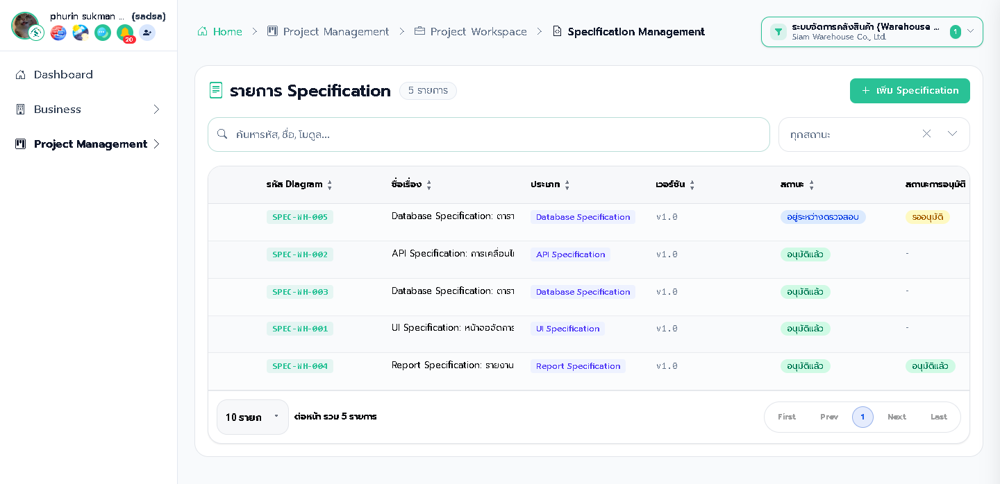 phurin sukman ... (sadsa)
20
Dashboard
Business
Project Management
Home
Project Management
Project Workspace
Specification Management
ระบบจัดการคลังสินค้า (Warehouse ...
Siam Warehouse Co., Ltd.
1
รายการ Specification
5 รายการ
+ เพิ่ม Specification
ค้นหารหัส, ชื่อ, โมดูล...
ทุกสถานะ
รหัส Diagram
ชื่อเรื่อง
ประเภท
เวอร์ชัน
สถานะ
สถานะการอนุมัติ
SPEC-WH-005
Database Specification: ตารา
Database Specification
v1.0
อยู่ระหว่างตรวจสอบ
รออนุมัติ
SPEC-WH-002
API Specification: การเคลื่อนไ
API Specification
v1.0
อนุมัติแล้ว
-
SPEC-WH-003
Database Specification: ตารา
Database Specification
v1.0
อนุมัติแล้ว
-
SPEC-WH-001
UI Specification: หน้าจอจัดการ
UI Specification
v1.0
อนุมัติแล้ว
-
SPEC-WH-004
Report Specification: รายงาน
Report Specification
v1.0
อนุมัติแล้ว
อนุมัติแล้ว
10 รายก
ต่อหน้า รวม 5 รายการ
First
Prev
1
Next
Last